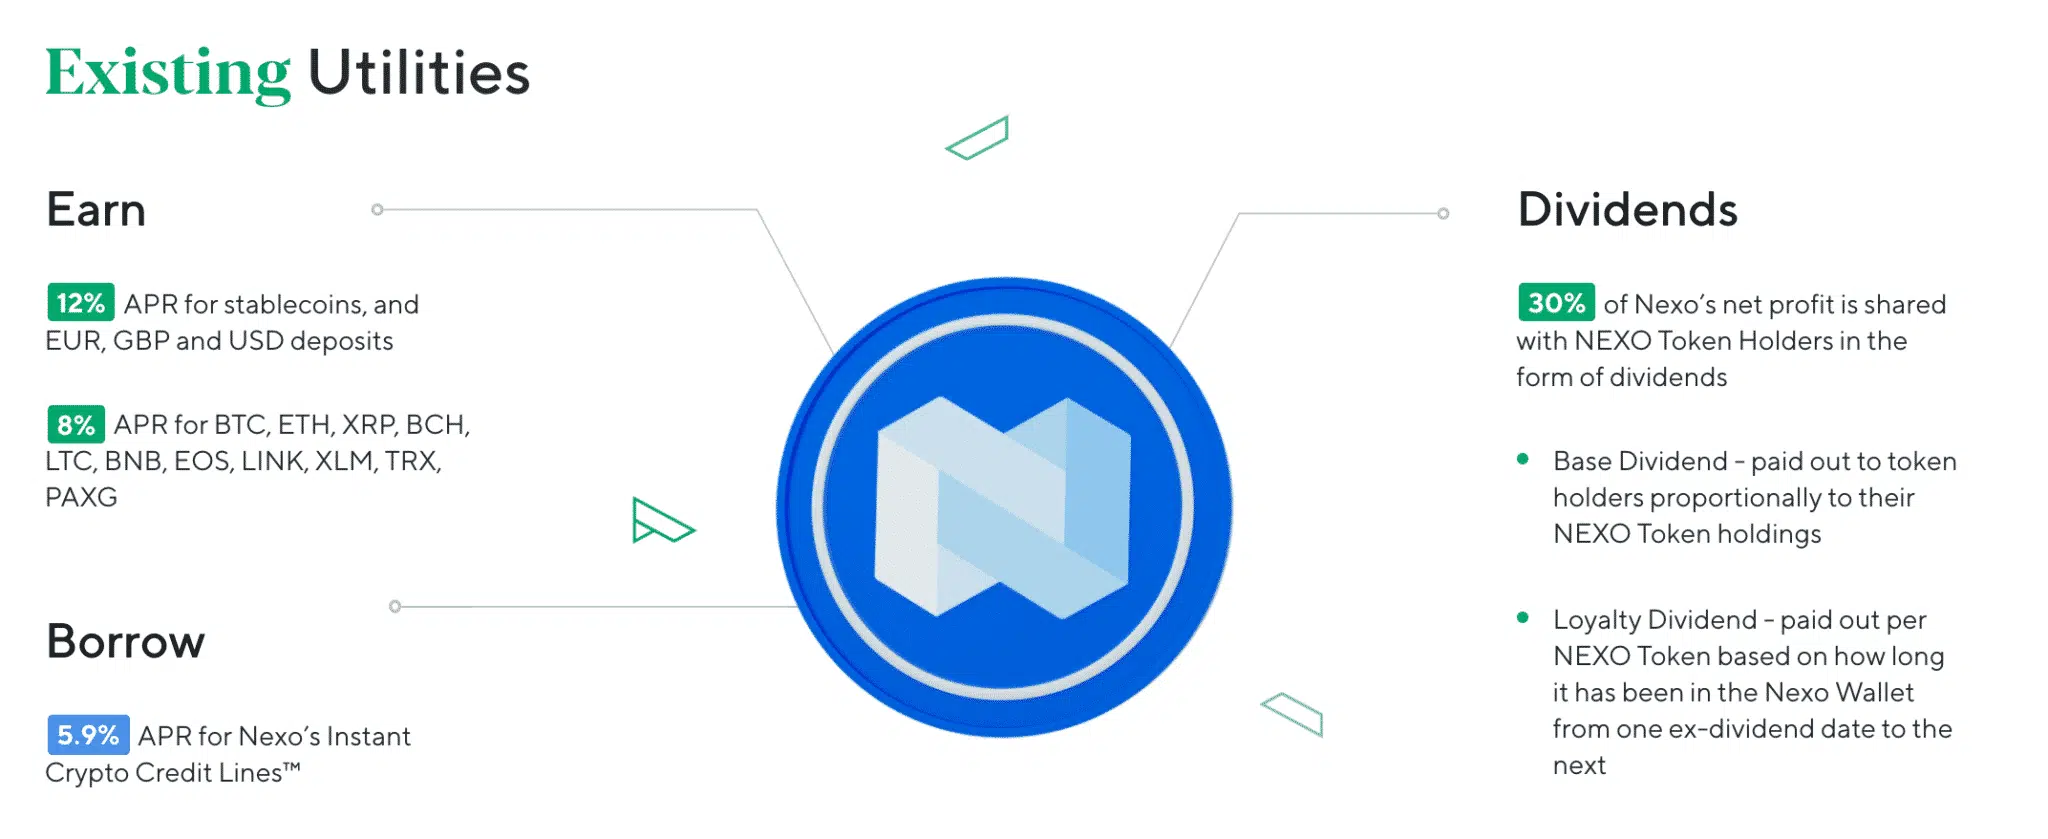 Existing Utilities
Earn
12% APR for stablecoins, and
EUR, GBP and USD deposits
8% APR for BTC, ETH, XRP, BCH,
LTC, BNB, EOS, LINK, XLM, TRX,
PAXG
Borrow
5.9% APR for Nexo’s Instant
Crypto Credit Lines™
Dividends
30% of Nexo’s net profit is shared
with NEXO Token Holders in the
form of dividends
• Base Dividend - paid out to token
holders proportionally to their
NEXO Token holdings
• Loyalty Dividend - paid out per
NEXO Token based on how long
it has been in the Nexo Wallet
from one ex-dividend date to the
next